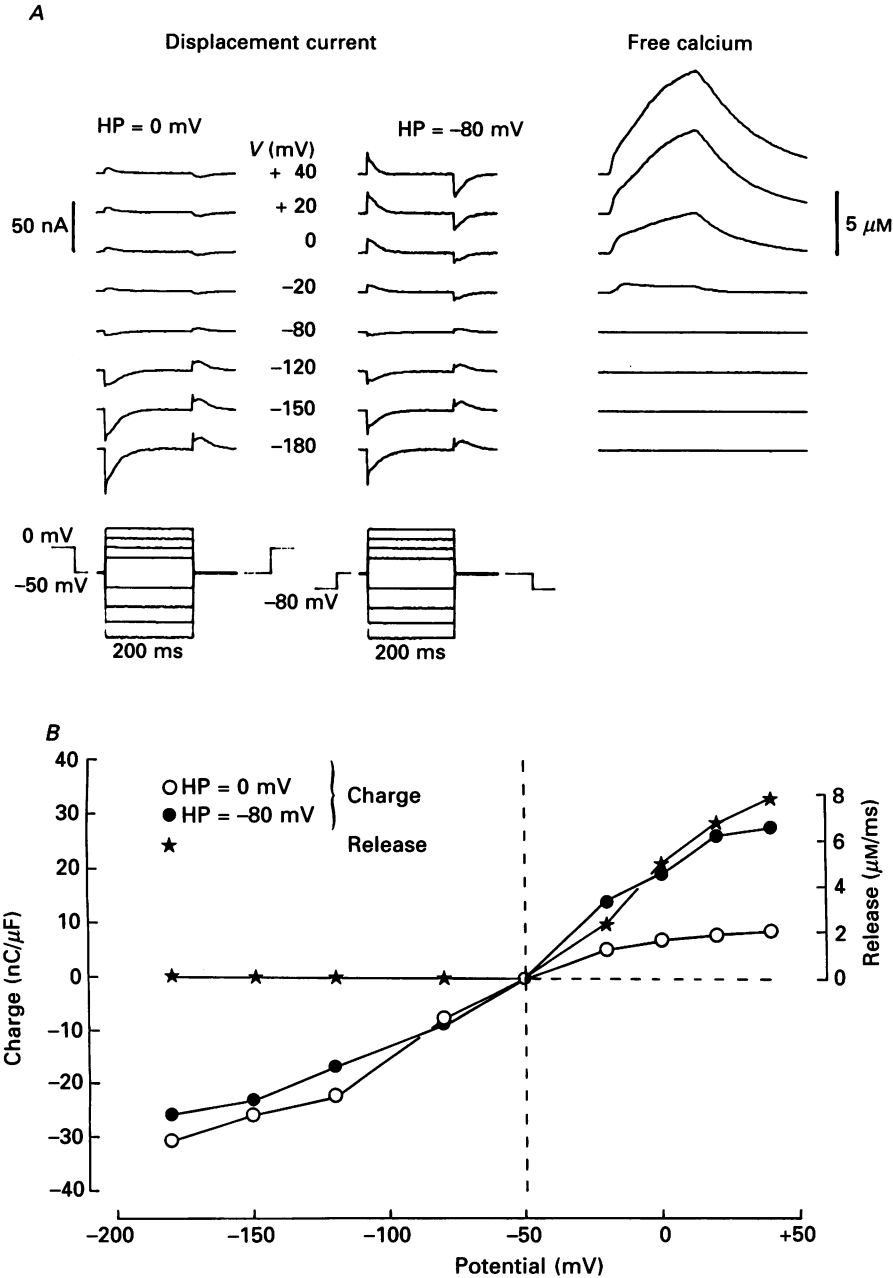 A
Displacement current
Free calcium
HP = 0 mV
HP = –80 mV
V (mV)
+ 40
+ 20
0
–20
–80
–120
–150
–180
50 nA
5 μM
0 mV
–50 mV
–80 mV
200 ms
200 ms
B
40
30
20
10
0
–10
–20
–30
–40
Charge (nC/μF)
HP = 0 mV
HP = –80 mV
Charge
Release
8
6
4
2
0
Release (μM/ms)
–200
–150
–100
–50
0
+50
Potential (mV)